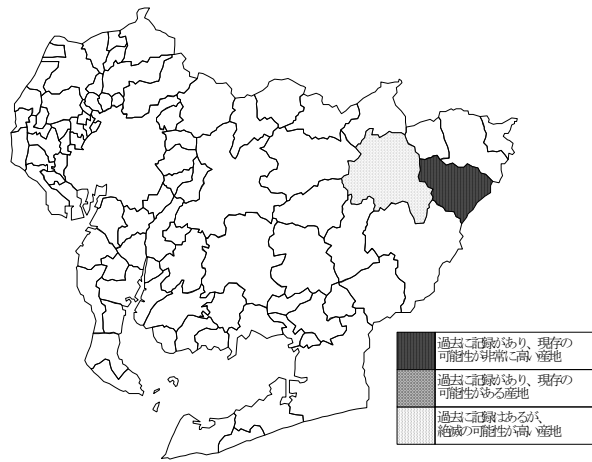 過去に記録があり、現存の
可能性が非常に高い産地
過去に記録があり、現存の
可能性がある産地
過去に記録はあるが、
絶滅の可能性が高い産地